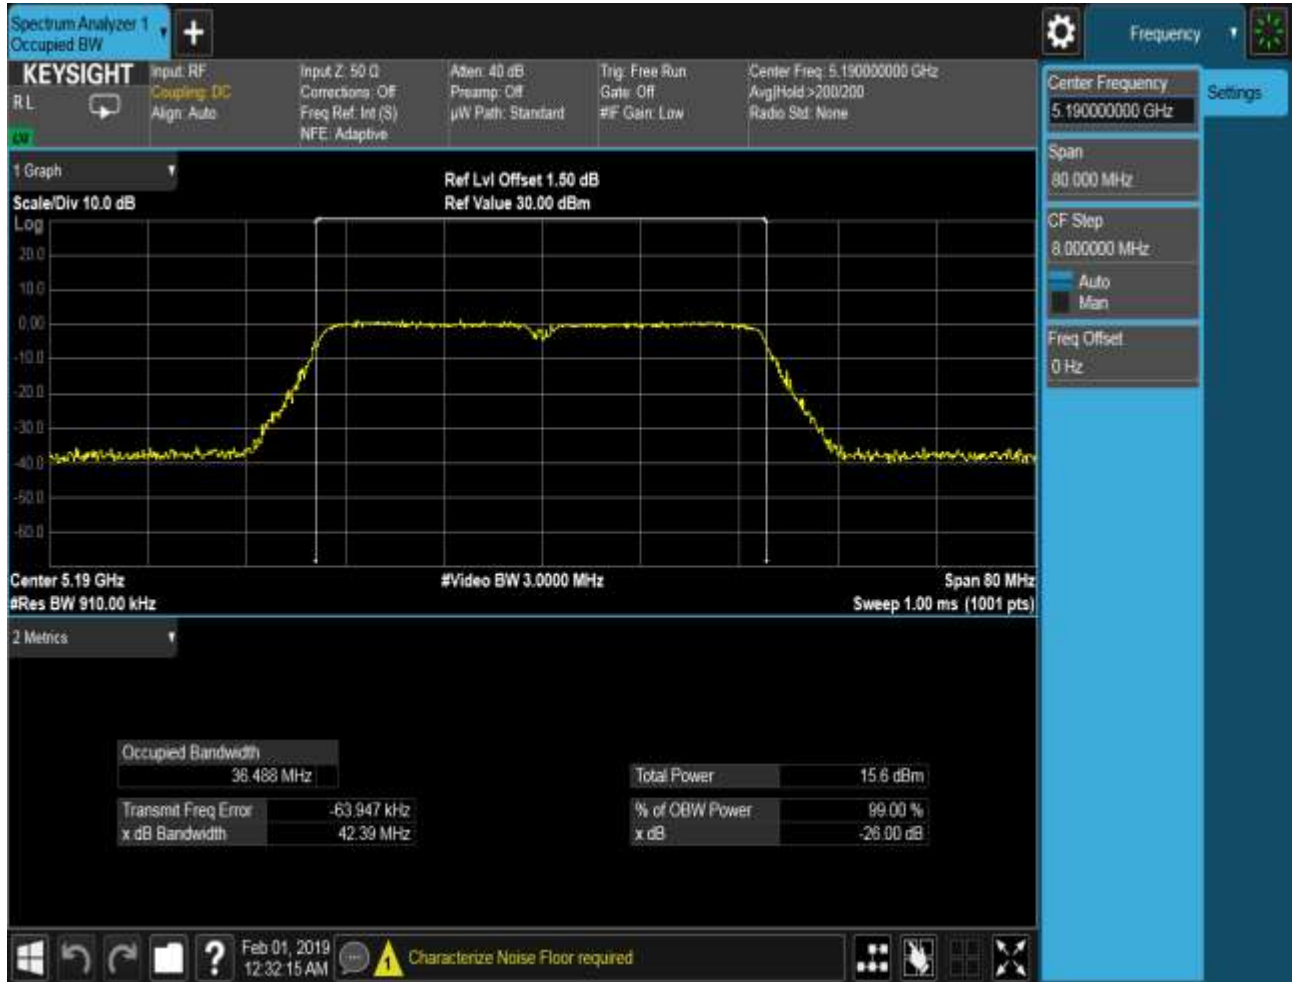 Spectrum Analyzer 1
Occupied BW
Frequency
KEYSIGHT
R L
Input: RF
Coupling: DC
Align: Auto
Input Z: 50 Ω
Corrections: Off
Freq Ref: Int (S)
NFE: Adaptive
Atten: 40 dB
Preamp: Off
µW Path: Standard
Trig: Free Run
Gate: Off
#IF Gain: Low
Center Freq: 5.190000000 GHz
Avg|Hold:>200/200
Radio Std: None
Center Frequency
5.190000000 GHz
Settings
Span
80.000 MHz
CF Step
8.000000 MHz
Auto
Man
Freq Offset
0 Hz
1 Graph
Scale/Div 10.0 dB
Ref Lvl Offset 1.50 dB
Ref Value 30.00 dBm
Log
20.0
10.0
0.00
-10.0
-20.0
-30.0
-40.0
-50.0
-60.0
Center 5.19 GHz
#Video BW 3.0000 MHz
Span 80 MHz
#Res BW 910.00 kHz
Sweep 1.00 ms (1001 pts)
2 Metrics
Occupied Bandwidth
36.488 MHz
Total Power 15.6 dBm
Transmit Freq Error -63.947 kHz
% of OBW Power 99.00 %
x dB Bandwidth 42.39 MHz
x dB -26.00 dB
?
Feb 01, 2019
12:32:15 AM
1
Characterize Noise Floor required